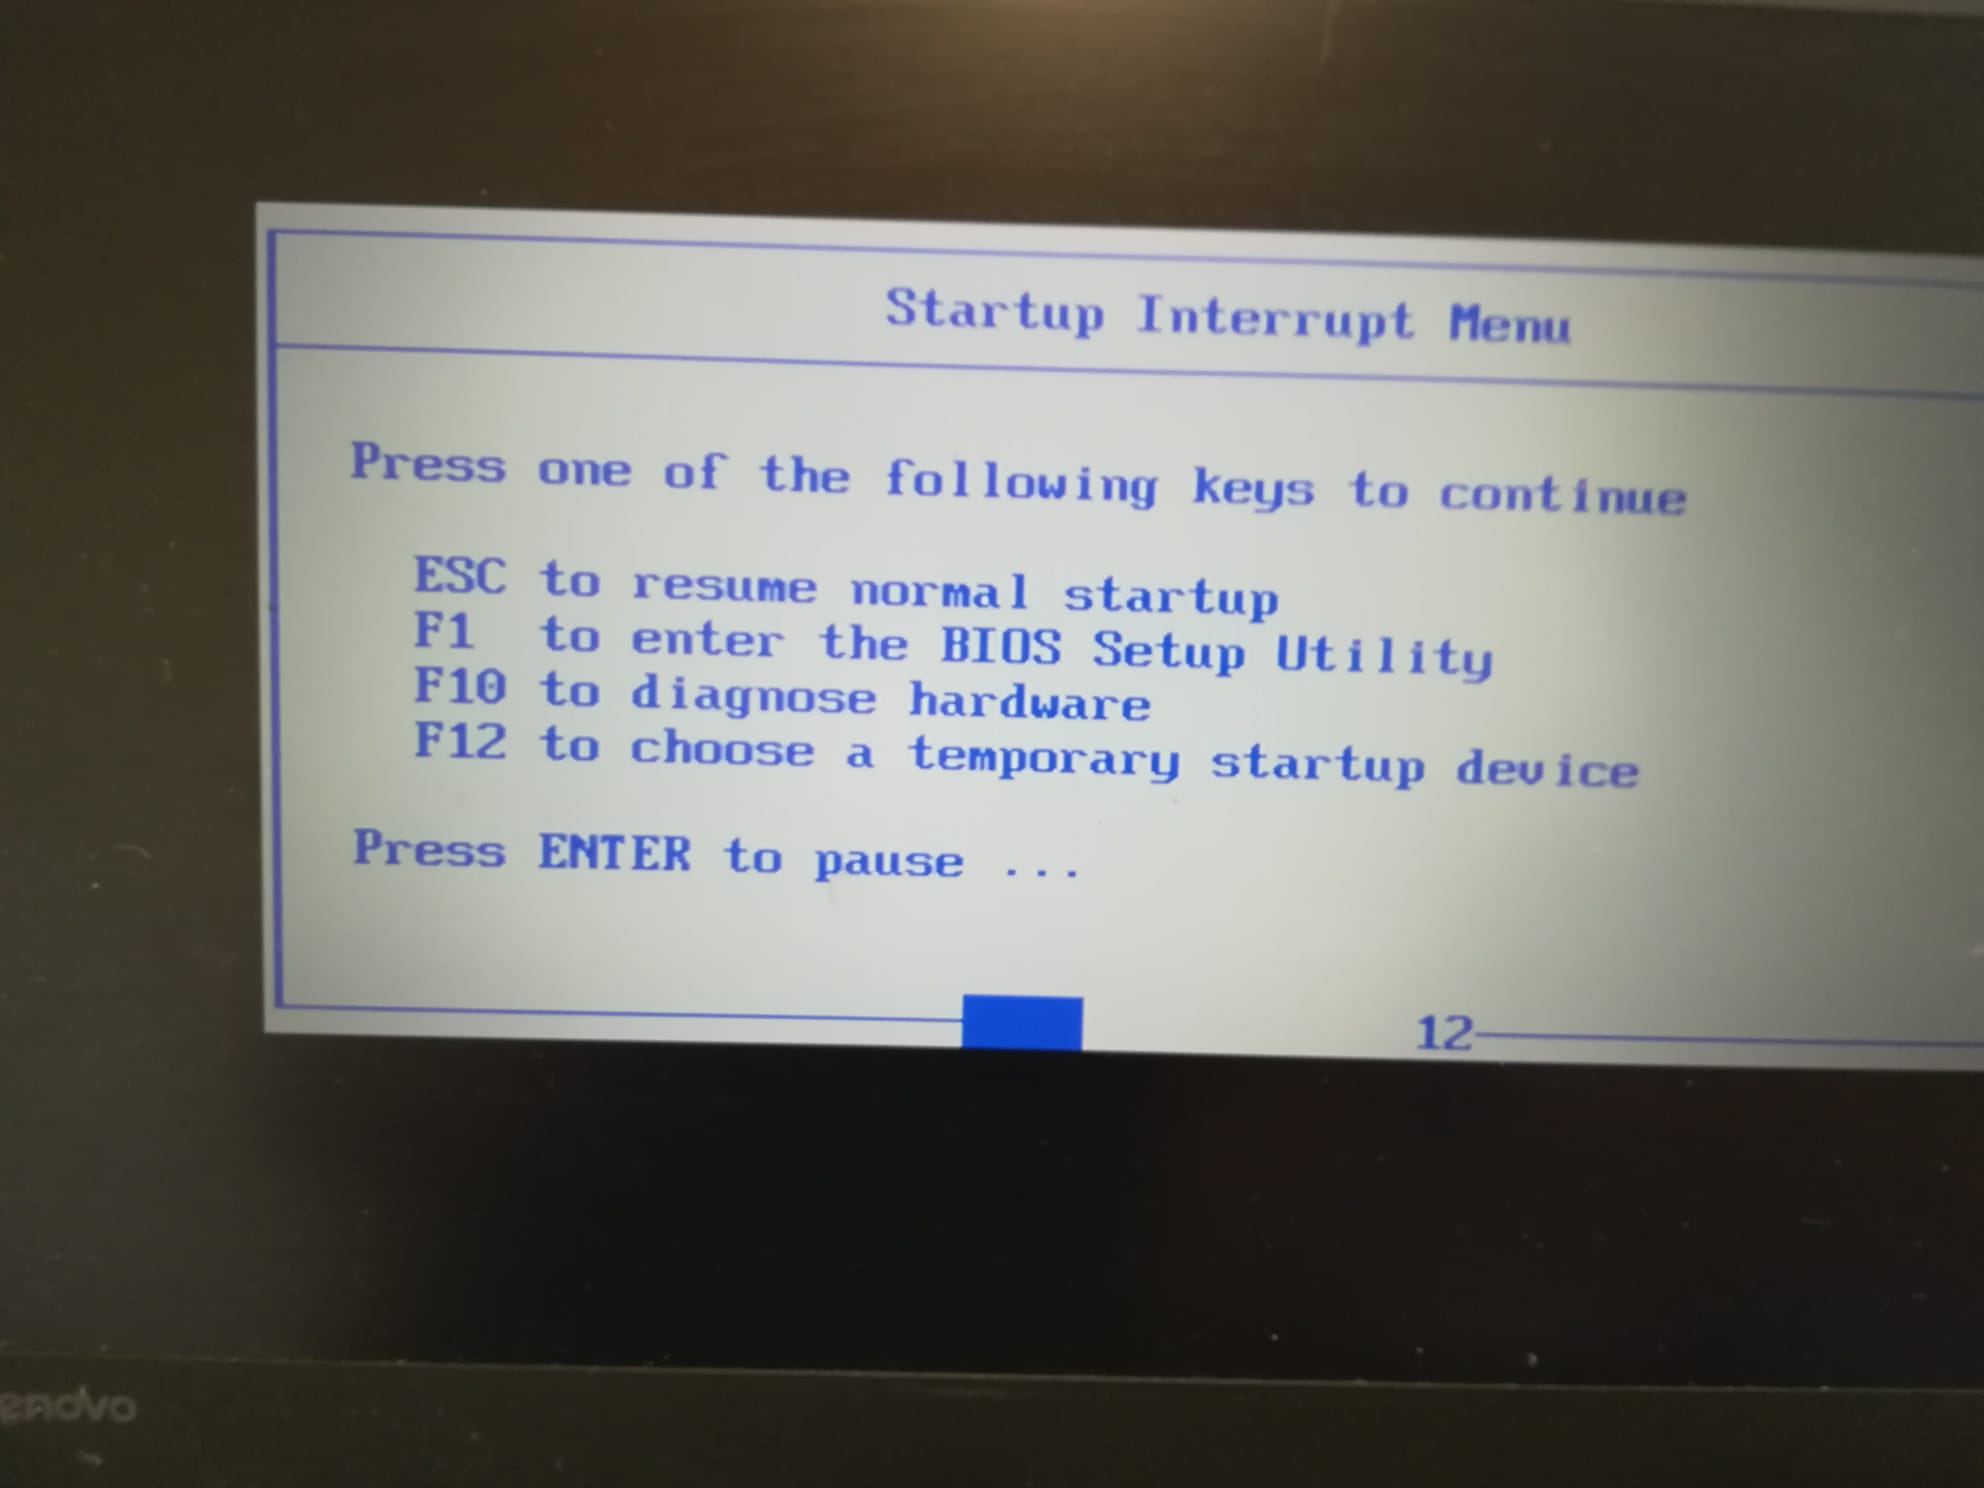 Startup Interrupt Menu
Press one of the following keys to continue
ESC to resume normal startup
F1 to enter the BIOS Setup Utility
F10 to diagnose hardware
F12 to choose a temporary startup device
Press ENTER to pause ...
12
enovo